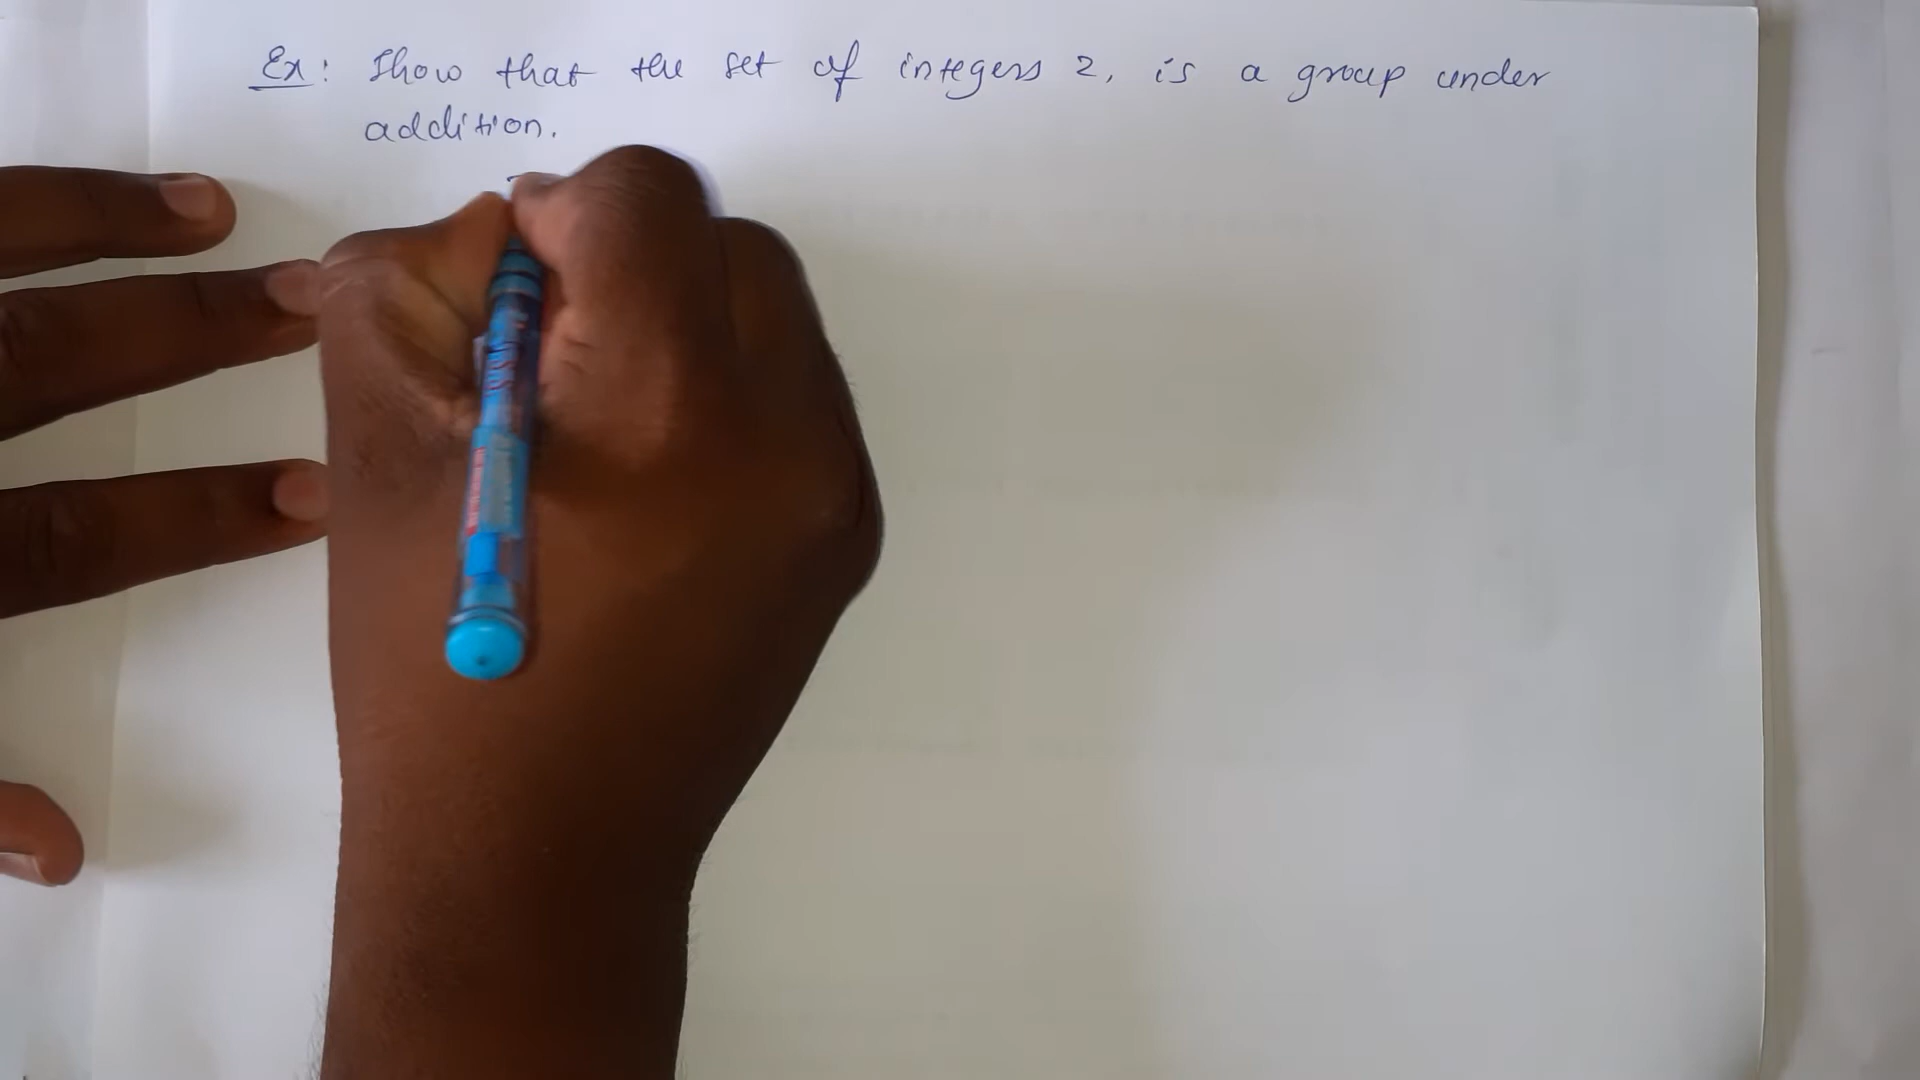 Ex: Show that the set of integers Z, is a group under
addition.